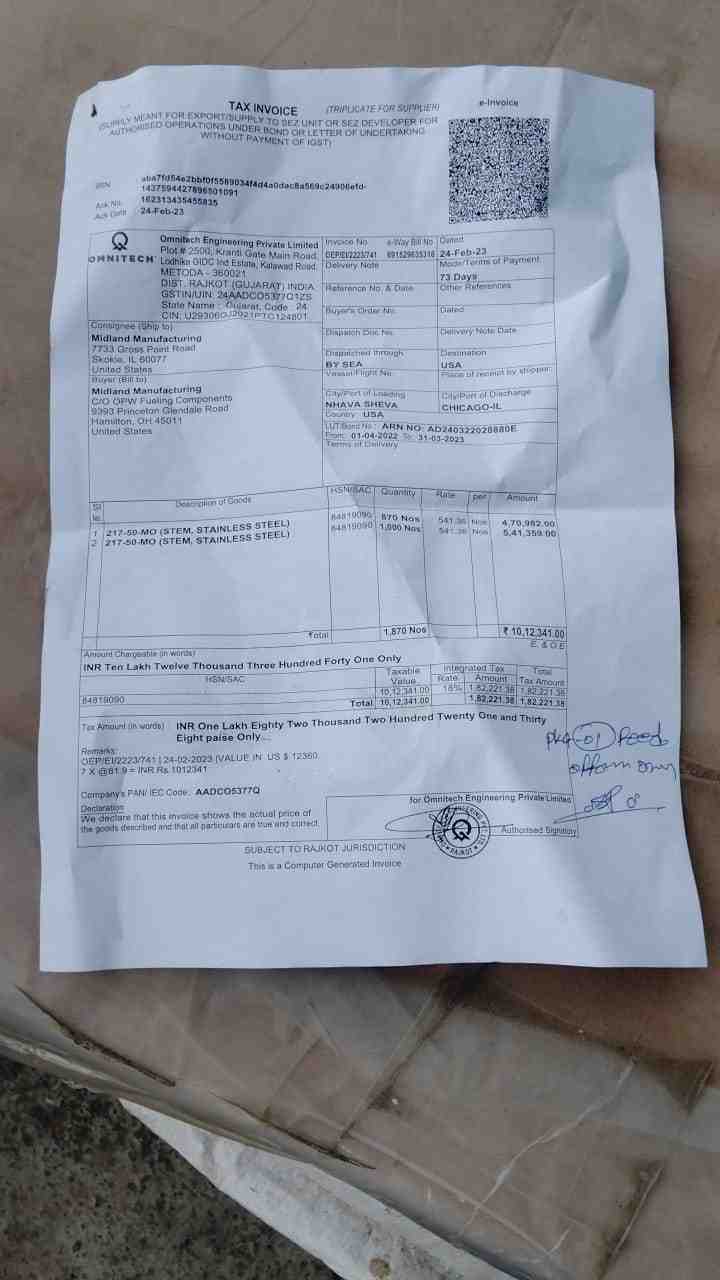 TAX INVOICE
(TRIPLICATE FOR SUPPLIER)
e-Invoice
(SUPPLY MEANT FOR EXPORT/SUPPLY TO SEZ UNIT OR SEZ DEVELOPER FOR
AUTHORISED OPERATIONS UNDER BOND OR LETTER OF UNDERTAKING
WITHOUT PAYMENT OF IGST)
IRN
aba7fd54e2bbf0f5589034f4d4a0dac8a569c24906efd-
1437594427896501091
Ack No. 162313435455835
Ack Date 24-Feb-23
OMNITECH
Omnitech Engineering Private Limited
Plot # 2500, Kranti Gate Main Road,
Lodhika GIDC Ind Estate, Kalawad Road,
METODA - 360021
DIST. RAJKOT (GUJARAT) INDIA
GSTIN/UIN: 24AADCO5377Q1ZS
State Name : Gujarat, Code : 24
CIN: U29306GJ2021PTC124801
Invoice No. e-Way Bill No. Dated
OEP/EI/2223/741 691529635316 24-Feb-23
Delivery Note
Mode/Terms of Payment
73 Days
Reference No. & Date.
Other References
Buyer's Order No.
Dated
Dispatch Doc No.
Delivery Note Date
Dispatched through
Destination
BY SEA
USA
Vessel/Flight No.
Place of receipt by shipper:
City/Port of Loading
City/Port of Discharge
NHAVA SHEVA
CHICAGO-IL
Country : USA
LUT/Bond No.: ARN NO: AD240322028880E
From: 01-04-2022 To: 31-03-2023
Terms of Delivery
Consignee (Ship to)
Midland Manufacturing
7733 Gross Point Road
Skokie, IL 60077
United States
Buyer (Bill to)
Midland Manufacturing
C/O OPW Fueling Components
9393 Princeton Glendale Road
Hamilton, OH 45011
United States
Sl Description of Goods HSN/SAC Quantity Rate per Amount
1 217-50-MO (STEM, STAINLESS STEEL) 84819090 870 Nos 541.36 Nos 4,70,982.00
2 217-50-MO (STEM, STAINLESS STEEL) 84819090 1,000 Nos 541.36 Nos 5,41,359.00
Total 1,870 Nos ₹ 10,12,341.00
Amount Chargeable (in words)
E. & O.E
INR Ten Lakh Twelve Thousand Three Hundred Forty One Only
HSN/SAC Taxable Integrated Tax Total
Value Rate Amount Tax Amount
84819090 10,12,341.00 18% 1,82,221.38 1,82,221.38
Total 10,12,341.00 1,82,221.38 1,82,221.38
Tax Amount (in words) : INR One Lakh Eighty Two Thousand Two Hundred Twenty One and Thirty
Eight paise Only
Remarks:
OEP/EI/2223/741 | 24-02-2023 |VALUE IN US $ 12360.
7 X @81.9 = INR Rs.1012341
Company's PAN/ IEC Code : AADCO5377Q
Declaration
We declare that this invoice shows the actual price of
the goods described and that all particulars are true and correct.
for Omnitech Engineering Private Limited
Authorised Signatory
SUBJECT TO RAJKOT JURISDICTION
This is a Computer Generated Invoice
pkg 01